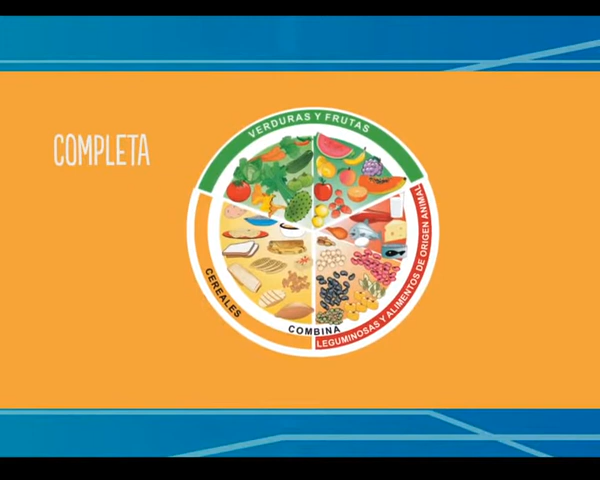 COMPLETA
VERDURAS Y FRUTAS
CEREALES
COMBINA
LEGUMINOSAS Y ALIMENTOS DE ORIGEN ANIMAL